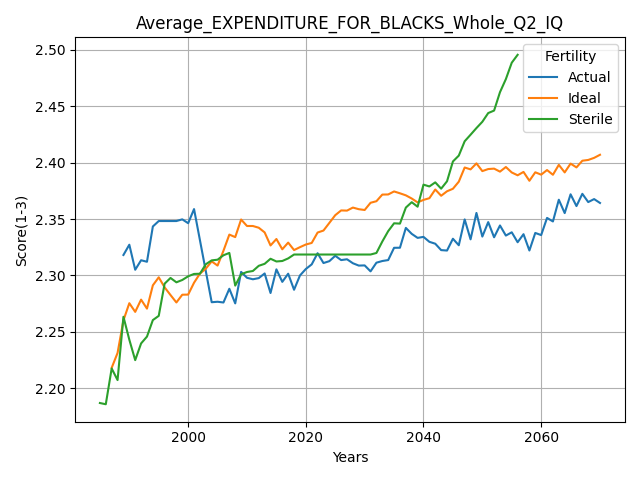 Average_EXPENDITURE_FOR_BLACKS_Whole_Q2_IQ
Score(1-3)
2.50
2.45
2.40
2.35
2.30
2.25
2.20
Fertility
Actual
Ideal
Sterile
2000
2020
2040
2060
Years